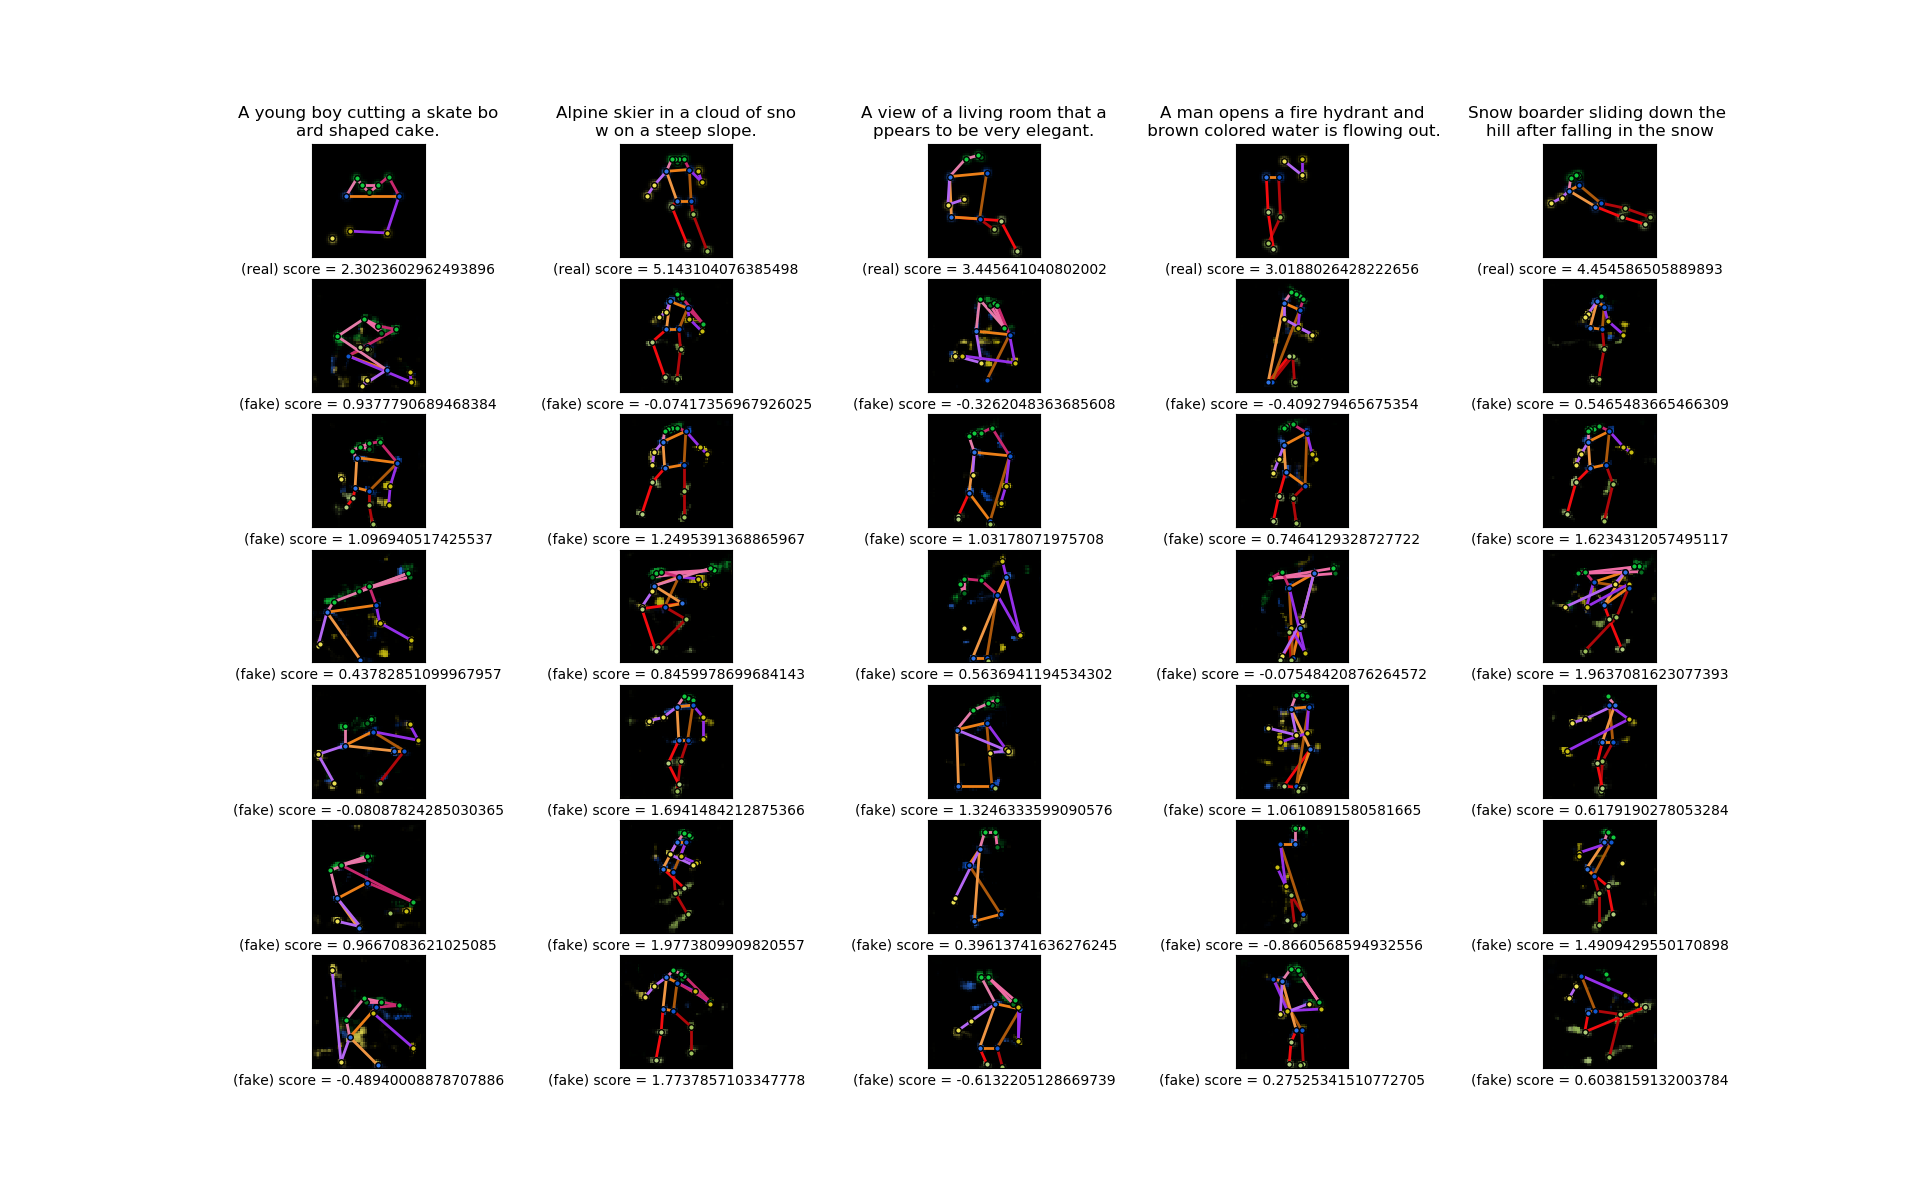 A young boy cutting a skate bo
ard shaped cake.
Alpine skier in a cloud of sno
w on a steep slope.
A view of a living room that a
ppears to be very elegant.
A man opens a fire hydrant and
brown colored water is flowing out.
Snow boarder sliding down the
hill after falling in the snow
(real) score = 2.3023602962493896
(real) score = 5.143104076385498
(real) score = 3.445641040802002
(real) score = 3.0188026428222656
(real) score = 4.454586505889893
(fake) score = 0.9377790689468384
(fake) score = -0.07417356967926025
(fake) score = -0.3262048363685608
(fake) score = -0.409279465675354
(fake) score = 0.5465483665466309
(fake) score = 1.096940517425537
(fake) score = 1.2495391368865967
(fake) score = 1.03178071975708
(fake) score = 0.7464129328727722
(fake) score = 1.6234312057495117
(fake) score = 0.43782851099967957
(fake) score = 0.8459978699684143
(fake) score = 0.5636941194534302
(fake) score = -0.07548420876264572
(fake) score = 1.9637081623077393
(fake) score = -0.08087824285030365
(fake) score = 1.6941484212875366
(fake) score = 1.3246333599090576
(fake) score = 1.0610891580581665
(fake) score = 0.6179190278053284
(fake) score = 0.9667083621025085
(fake) score = 1.9773809909820557
(fake) score = 0.39613741636276245
(fake) score = -0.8660568594932556
(fake) score = 1.4909429550170898
(fake) score = -0.48940008878707886
(fake) score = 1.7737857103347778
(fake) score = -0.6132205128669739
(fake) score = 0.27525341510772705
(fake) score = 0.6038159132003784